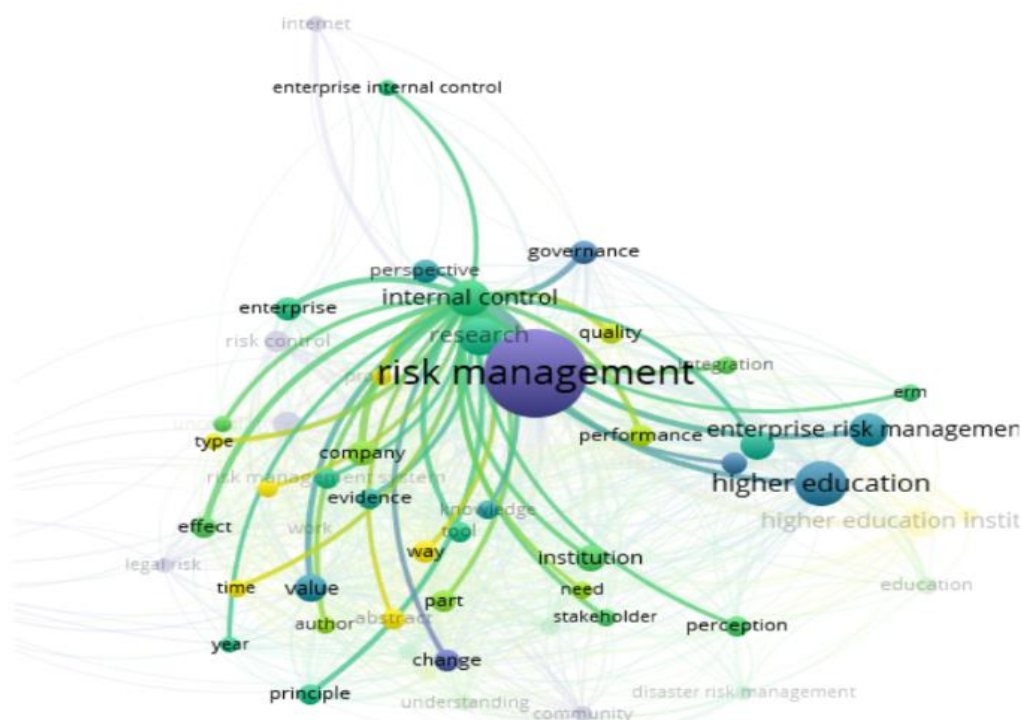 internet
enterprise internal control
governance
perspective
internal control
enterprise
research
quality
risk control
integration
risk management
erm
type
company
performance
enterprise risk managemen
risk management system
evidence
higher education
effect
work
knowledge
tool
higher education instit
way
institution
legal risk
time
value
need
education
author
abstract
part
stakeholder
perception
year
change
principle
understanding
disaster risk management
community